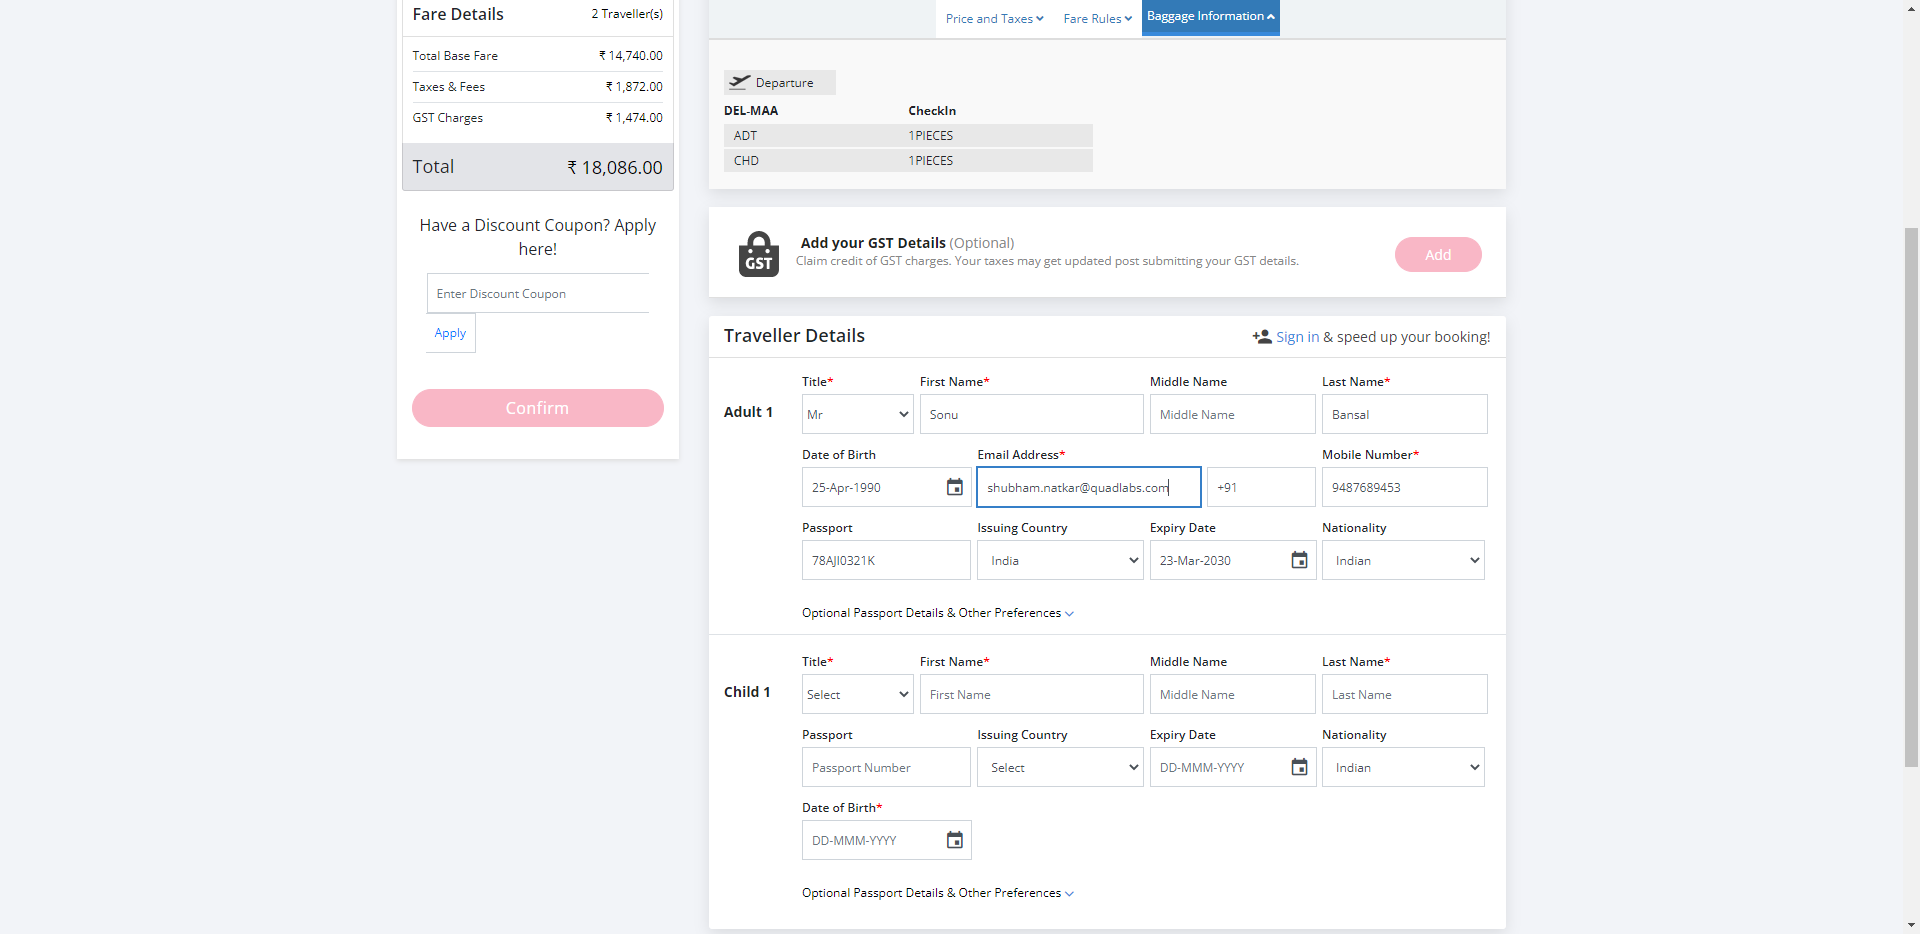 Fare Details 2 Traveller(s)
Total Base Fare ₹ 14,740.00
Taxes & Fees ₹ 1,872.00
GST Charges ₹ 1,474.00
Total ₹ 18,086.00
Have a Discount Coupon? Apply
here!
Enter Discount Coupon
Apply
Confirm
Price and Taxes Fare Rules Baggage Information
Departure
DEL-MAA CheckIn
ADT 1PIECES
CHD 1PIECES
GST
Add your GST Details (Optional)
Claim credit of GST charges. Your taxes may get updated post submitting your GST details.
Add
Traveller Details Sign in & speed up your booking!
Title* First Name* Middle Name Last Name*
Adult 1 Mr Sonu Middle Name Bansal
Date of Birth Email Address* Mobile Number*
25-Apr-1990 shubham.natkar@quadlabs.com +91 9487689453
Passport Issuing Country Expiry Date Nationality
78AJI0321K India 23-Mar-2030 Indian
Optional Passport Details & Other Preferences
Title* First Name* Middle Name Last Name*
Child 1 Select First Name Middle Name Last Name
Passport Issuing Country Expiry Date Nationality
Passport Number Select DD-MMM-YYYY Indian
Date of Birth*
DD-MMM-YYYY
Optional Passport Details & Other Preferences